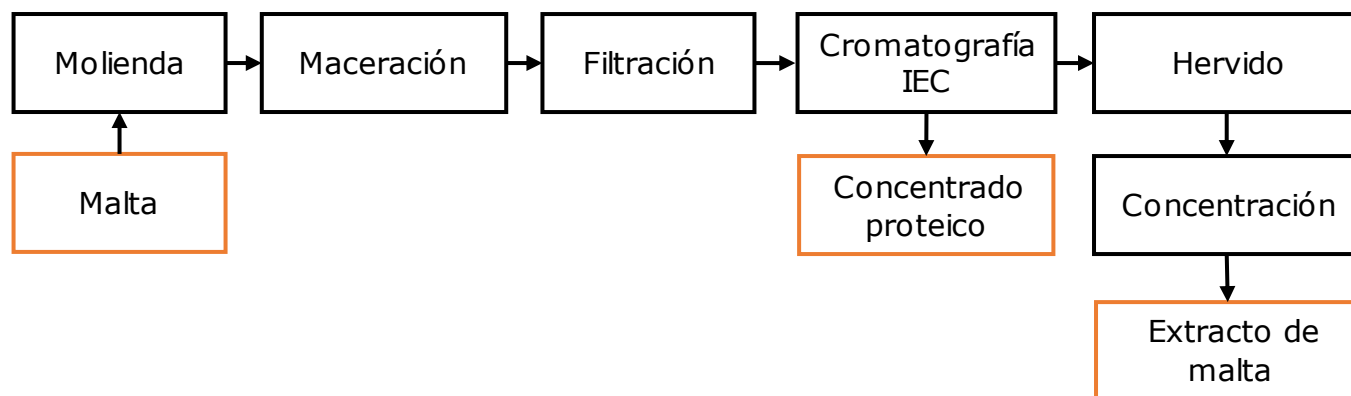 Molienda
Maceración
Filtración
Cromatografía
IEC
Hervido
Malta
Concentrado
proteico
Concentración
Extracto de
malta